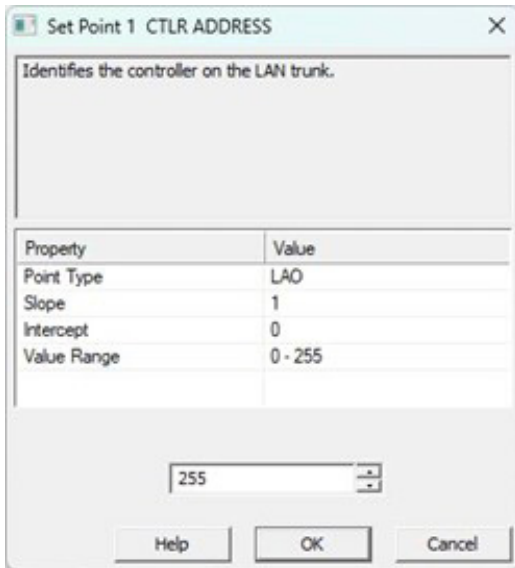 Set Point 1 CTLR ADDRESS
Identifies the controller on the LAN trunk.
Property Value
Point Type LAO
Slope 1
Intercept 0
Value Range 0 - 255
255
Help OK Cancel